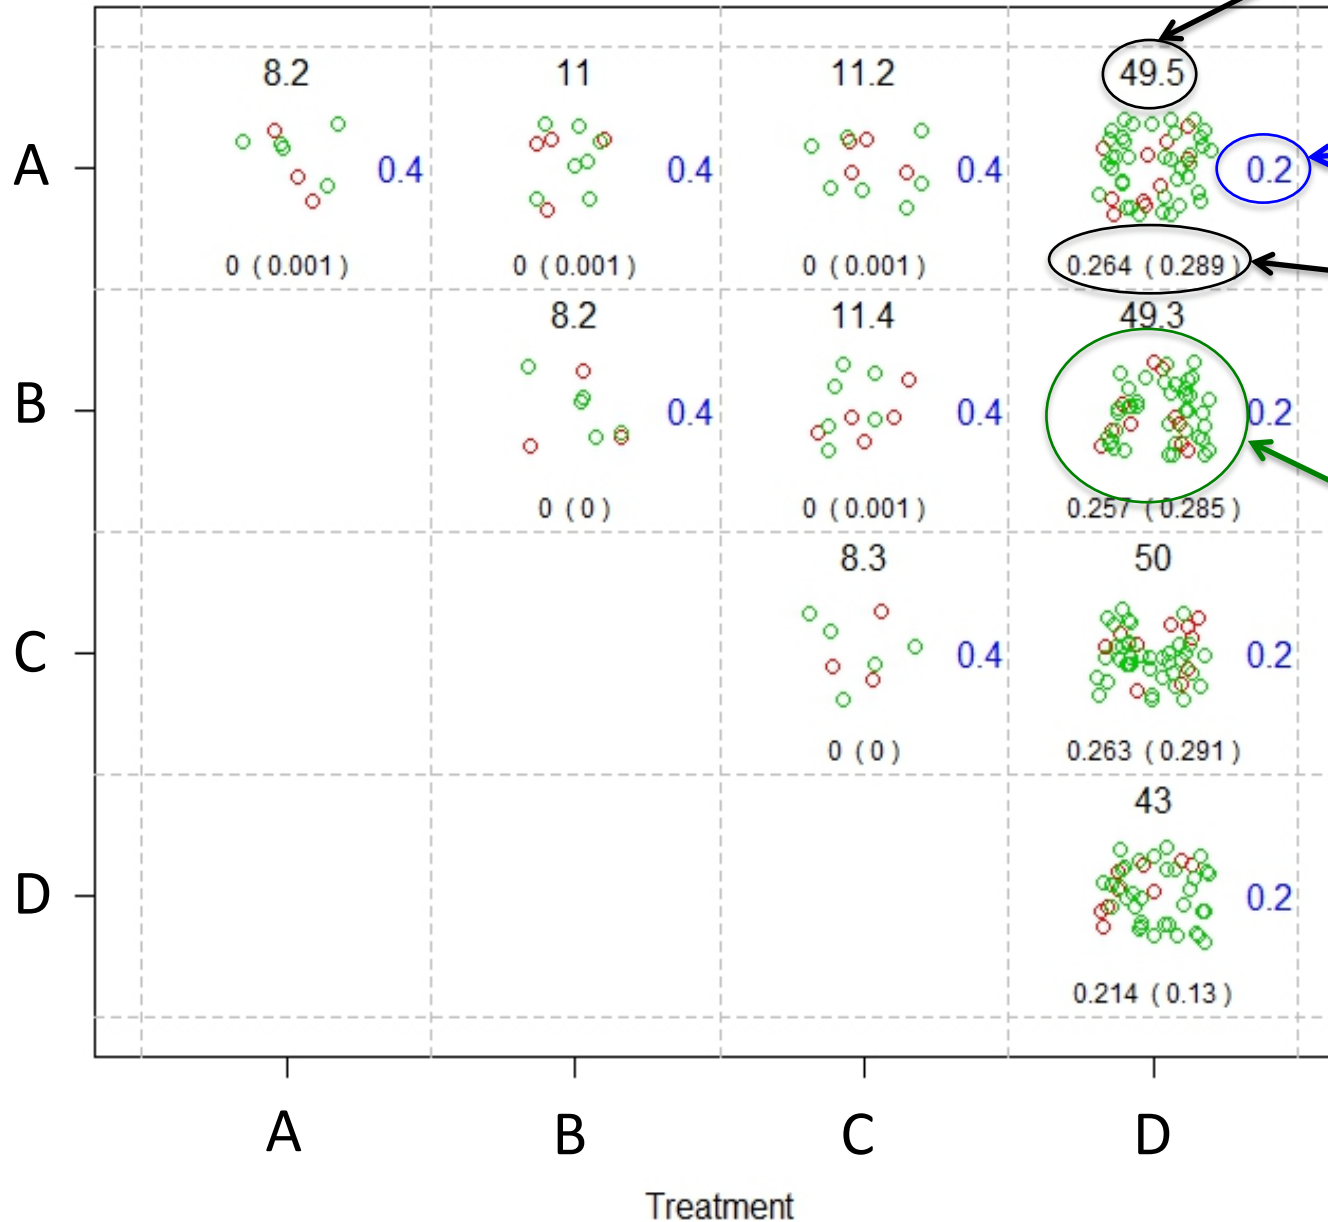 8.2 11 11.2 49.5
A 0.4 0.4 0.4 0.2
0 ( 0.001 ) 0 ( 0.001 ) 0 ( 0.001 ) 0.264 ( 0.289 )
8.2 11.4 49.3
B 0.4 0.4 0.2
0 ( 0 ) 0 ( 0.001 ) 0.257 ( 0.285 )
8.3 50
C 0.4 0.2
0 ( 0 ) 0.263 ( 0.291 )
43
D 0.2
0.214 ( 0.13 )
A B C D
Treatment